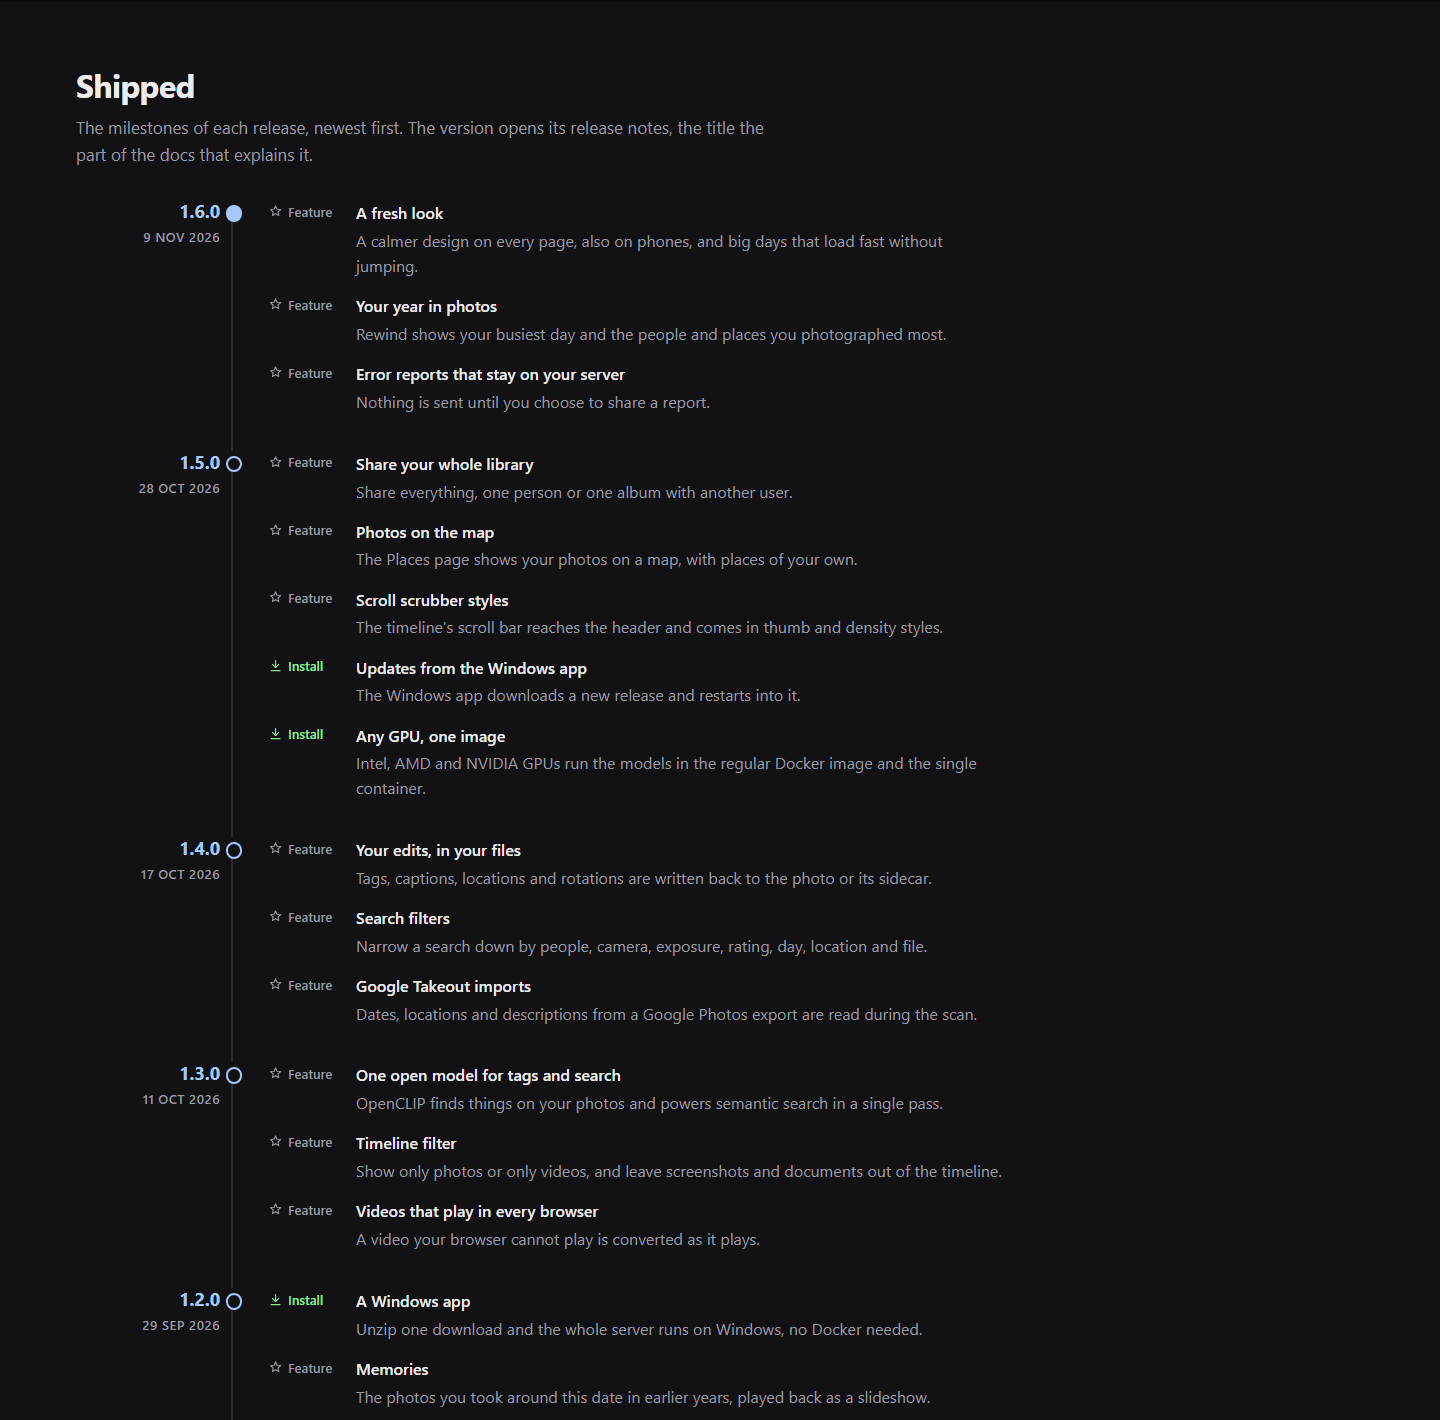 Shipped
The milestones of each release, newest first. The version opens its release notes, the title the
part of the docs that explains it.
1.6.0
9 NOV 2026
Feature
A fresh look
A calmer design on every page, also on phones, and big days that load fast without
jumping.
Feature
Your year in photos
Rewind shows your busiest day and the people and places you photographed most.
Feature
Error reports that stay on your server
Nothing is sent until you choose to share a report.
1.5.0
28 OCT 2026
Feature
Share your whole library
Share everything, one person or one album with another user.
Feature
Photos on the map
The Places page shows your photos on a map, with places of your own.
Feature
Scroll scrubber styles
The timeline's scroll bar reaches the header and comes in thumb and density styles.
Install
Updates from the Windows app
The Windows app downloads a new release and restarts into it.
Install
Any GPU, one image
Intel, AMD and NVIDIA GPUs run the models in the regular Docker image and the single
container.
1.4.0
17 OCT 2026
Feature
Your edits, in your files
Tags, captions, locations and rotations are written back to the photo or its sidecar.
Feature
Search filters
Narrow a search down by people, camera, exposure, rating, day, location and file.
Feature
Google Takeout imports
Dates, locations and descriptions from a Google Photos export are read during the scan.
1.3.0
11 OCT 2026
Feature
One open model for tags and search
OpenCLIP finds things on your photos and powers semantic search in a single pass.
Feature
Timeline filter
Show only photos or only videos, and leave screenshots and documents out of the timeline.
Feature
Videos that play in every browser
A video your browser cannot play is converted as it plays.
1.2.0
29 SEP 2026
Install
A Windows app
Unzip one download and the whole server runs on Windows, no Docker needed.
Feature
Memories
The photos you took around this date in earlier years, played back as a slideshow.